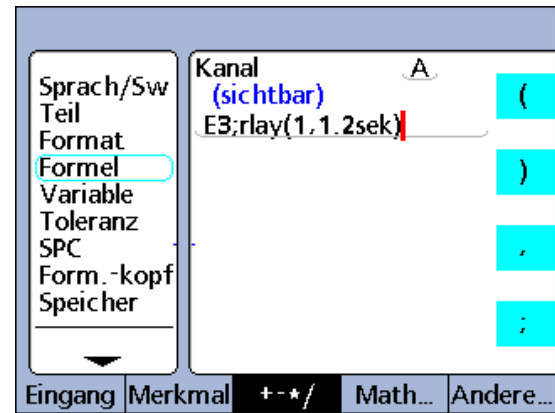 Sprach/Sw
Teil
Format
Formel
Variable
Toleranz
SPC
Form.-kopf
Speicher
Kanal A
(sichtbar)
E3;rlay(1,1.2sek)
(
)
,
;
Eingang Merkmal +-*/ Math... Andere...